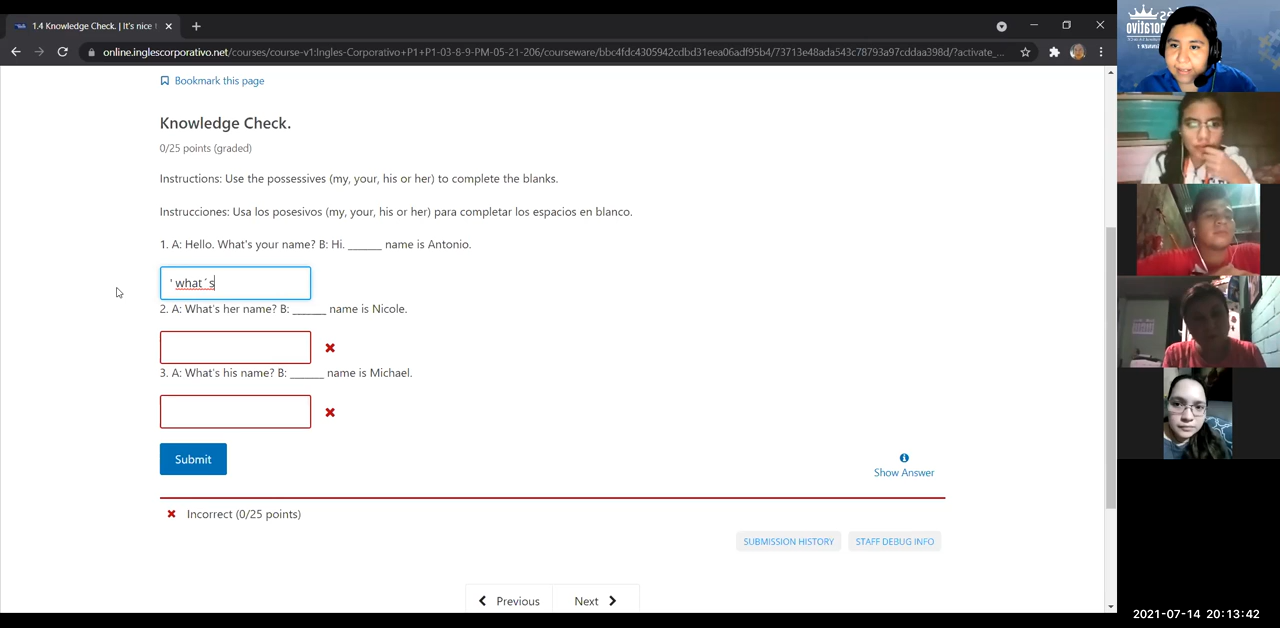 1.4 Knowledge Check. | It's nice t
online.inglescorporativo.net/courses/course-v1:Ingles-Corporativo+P1+P1-03-8-9-PM-05-21-206/courseware/bbc4fdc4305942cdbd31eea06adf95b4/73713e48ada543c78793a97cddaa398d/?activate_...
Bookmark this page
Knowledge Check.
0/25 points (graded)
Instructions: Use the possessives (my, your, his or her) to complete the blanks.
Instrucciones: Usa los posesivos (my, your, his or her) para completar los espacios en blanco.
1. A: Hello. What's your name? B: Hi. ______ name is Antonio.
' what´s
2. A: What's her name? B: ______ name is Nicole.
3. A: What's his name? B: ______ name is Michael.
Submit
Show Answer
Incorrect (0/25 points)
SUBMISSION HISTORY
STAFF DEBUG INFO
Previous
Next
2021-07-14 20:13:42